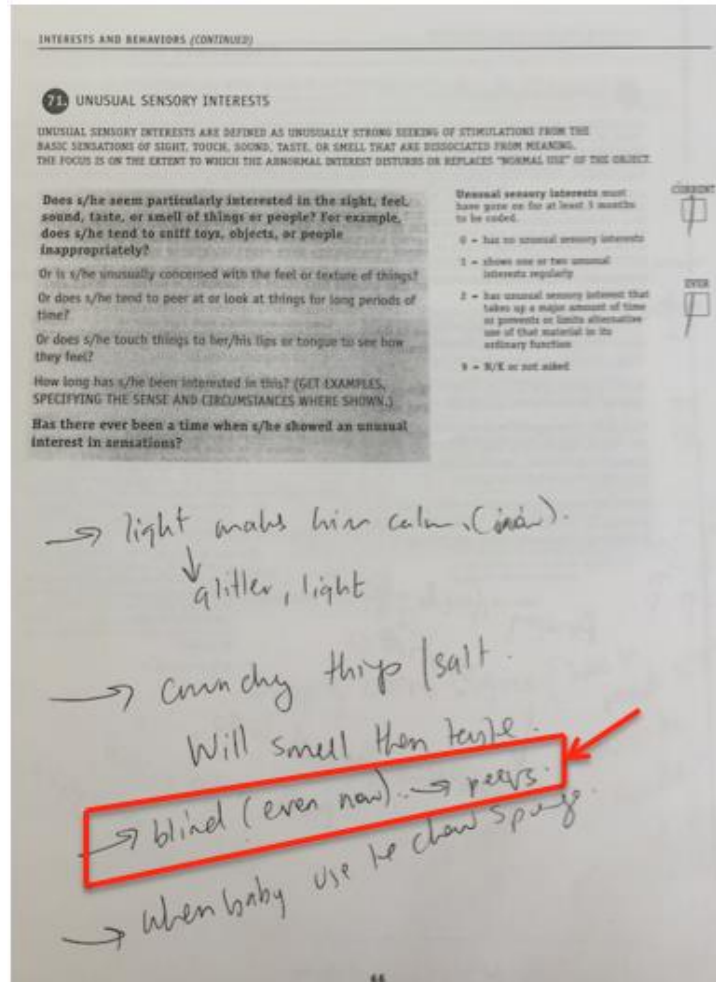 INTERESTS AND BEHAVIORS (CONTINUED)
71. UNUSUAL SENSORY INTERESTS
UNUSUAL SENSORY INTERESTS ARE DEFINED AS UNUSUALLY STRONG SEEKING OF STIMULATIONS FROM THE
BASIC SENSATIONS OF SIGHT, TOUCH, SOUND, TASTE, OR SMELL THAT ARE DISSOCIATED FROM MEANING.
THE FOCUS IS ON THE EXTENT TO WHICH THE ABNORMAL INTEREST DISTURBS OR REPLACES "NORMAL USE" OF THE OBJECT.
Does s/he seem particularly interested in the sight, feel,
sound, taste, or smell of things or people? For example,
does s/he tend to sniff toys, objects, or people
inappropriately?
Or is s/he unusually concerned with the feel or texture of things?
Or does s/he tend to peer at or look at things for long periods of
time?
Or does s/he touch things to her/his lips or tongue to see how
they feel?
How long has s/he been interested in this? (GET EXAMPLES,
SPECIFYING THE SENSE AND CIRCUMSTANCES WHERE SHOWN.)
Has there ever been a time when s/he showed an unusual
interest in sensations?
Unusual sensory interests must
have gone on for at least 3 months
to be coded.
0 = has no unusual sensory interests
1 = shows one or two unusual
interests regularly
2 = has unusual sensory interest that
takes up a major amount of time
or prevents or limits alternative
use of that material in its
ordinary function
9 = N/K or not asked
CURRENT
EVER
→ light makes him calm,
↓
glitter, light
→ crunchy things / salt.
Will smell then taste.
→ blind (even now). → peers.
→ When baby use he chew sponge.
66